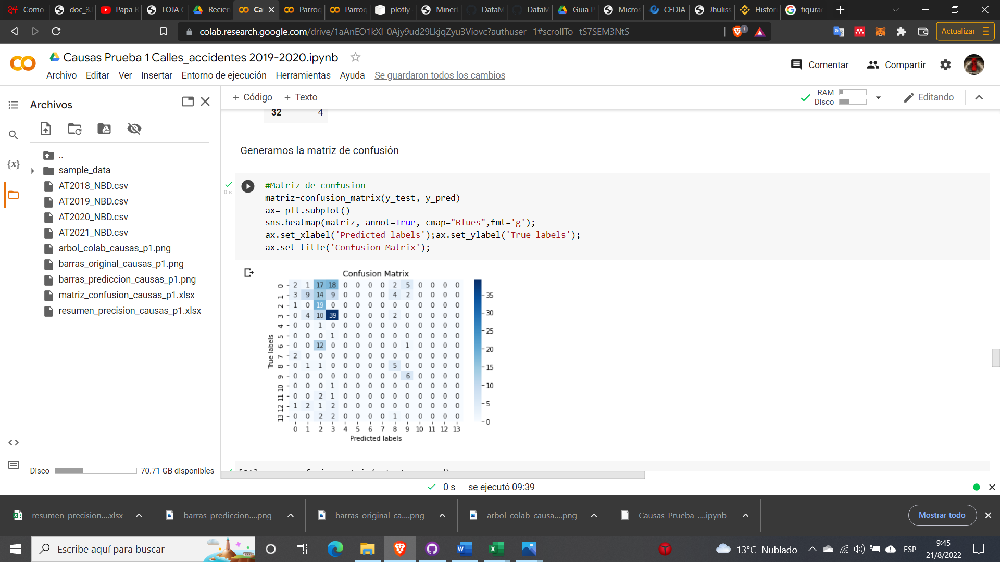 Como
doc_3.
Papa R
LOJA C
Recien
Ca
Parroq
Parroq
plotly
Minerí
DataM
DataM
Guia P
Micros
CEDIA
Jhuliss
Histori
figurac
colab.research.google.com/drive/1aAnEO1kXl_0Ajy9ud29LkjqZyu3Viovc?authuser=1#scrollTo=tS7SEM3NtS_-
1
Actualizar
Causas Prueba 1 Calles_accidentes 2019-2020.ipynb
Archivo Editar Ver Insertar Entorno de ejecución Herramientas Ayuda Se guardaron todos los cambios
Comentar
Compartir
Archivos
+ Código + Texto
RAM
Disco
Editando
..
sample_data
AT2018_NBD.csv
AT2019_NBD.csv
AT2020_NBD.csv
AT2021_NBD.csv
arbol_colab_causas_p1.png
barras_original_causas_p1.png
barras_prediccion_causas_p1.png
matriz_confusion_causas_p1.xlsx
resumen_precision_causas_p1.xlsx
Disco 70.71 GB disponibles
32 4
Generamos la matriz de confusión
0 s
#Matriz de confusion
matriz=confusion_matrix(y_test, y_pred)
ax= plt.subplot()
sns.heatmap(matriz, annot=True, cmap="Blues",fmt='g');
ax.set_xlabel('Predicted labels');ax.set_ylabel('True labels');
ax.set_title('Confusion Matrix');
Confusion Matrix
True labels
0 2 1 17 18 0 0 0 0 2 5 0 0 0 0
1 3 9 14 9 0 0 0 0 4 2 0 0 0 0
2 1 0 19 0 0 0 0 0 0 0 0 0 0 0
3 0 4 10 39 0 0 0 0 2 0 0 0 0 0
4 0 0 1 0 0 0 0 0 0 0 0 0 0 0
5 0 0 0 1 0 0 0 0 0 0 0 0 0 0
6 0 0 12 0 0 0 0 0 0 1 0 0 0 0
7 2 0 0 0 0 0 0 0 0 0 0 0 0 0
8 0 1 1 0 0 0 0 0 5 0 0 0 0 0
9 0 0 0 0 0 0 0 0 0 6 0 0 0 0
10 0 0 0 1 0 0 0 0 0 0 0 0 0 0
11 0 0 2 1 0 0 0 0 0 0 0 0 0 0
12 1 2 1 2 0 0 0 0 0 0 0 0 0 0
13 0 0 2 2 0 0 0 0 1 0 0 0 0 0
0 1 2 3 4 5 6 7 8 9 10 11 12 13
Predicted labels
35
30
25
20
15
10
5
0
0 s se ejecutó 09:39
resumen_precision....xlsx
barras_prediccion....png
barras_original_ca....png
arbol_colab_causa....png
Causas_Prueba_....ipynb
Mostrar todo
Escribe aquí para buscar
13°C Nublado
ESP
9:45
21/8/2022